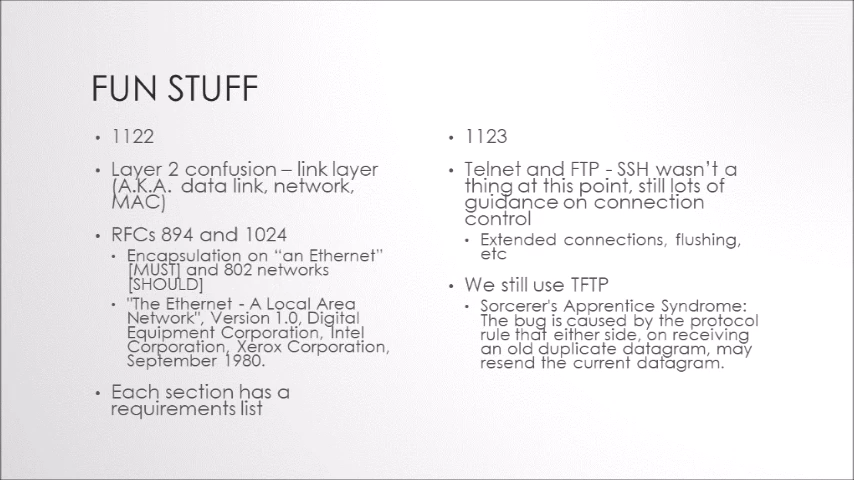 FUN STUFF
• 1122
• Layer 2 confusion – link layer
(A.K.A. data link, network,
MAC)
• RFCs 894 and 1024
• Encapsulation on “an Ethernet”
[MUST] and 802 networks
[SHOULD]
• "The Ethernet - A Local Area
Network", Version 1.0, Digital
Equipment Corporation, Intel
Corporation, Xerox Corporation,
September 1980.
• Each section has a
requirements list
• 1123
• Telnet and FTP - SSH wasn’t a
thing at this point, still lots of
guidance on connection
control
• Extended connections, flushing,
etc
• We still use TFTP
• Sorcerer's Apprentice Syndrome:
The bug is caused by the protocol
rule that either side, on receiving
an old duplicate datagram, may
resend the current datagram.